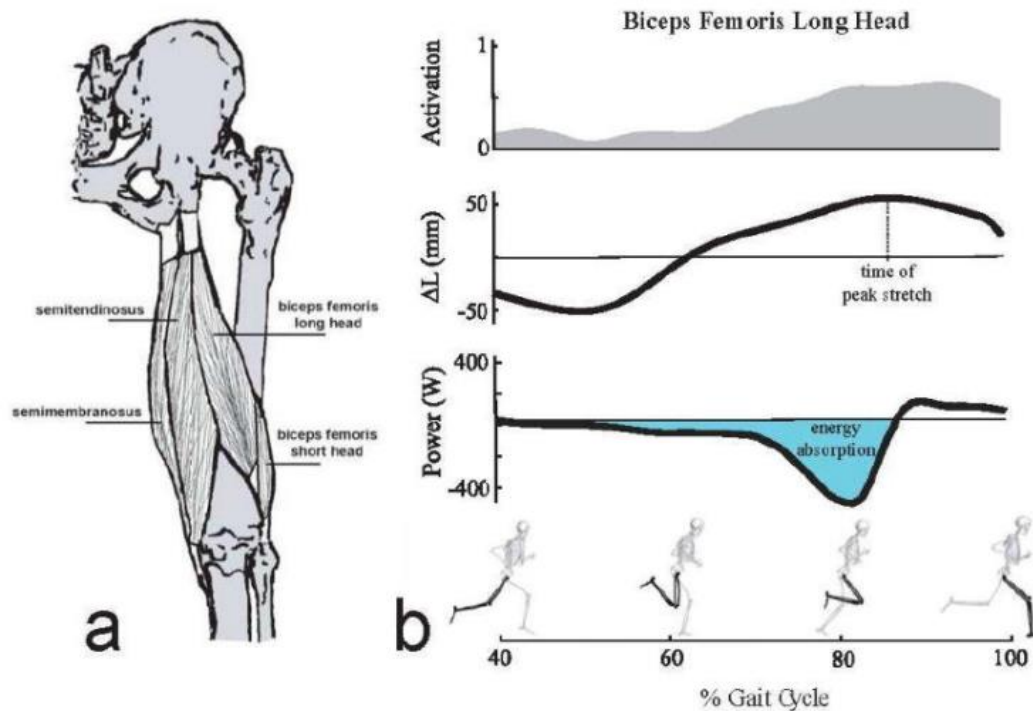 semitendinosus
biceps femoris
long head
semimembranosus
biceps femoris
short head
a
Biceps Femoris Long Head
Activation
1
0
ΔL (mm)
50
-50
time of
peak stretch
Power (W)
400
-400
energy
absorption
b
40
60
80
100
% Gait Cycle